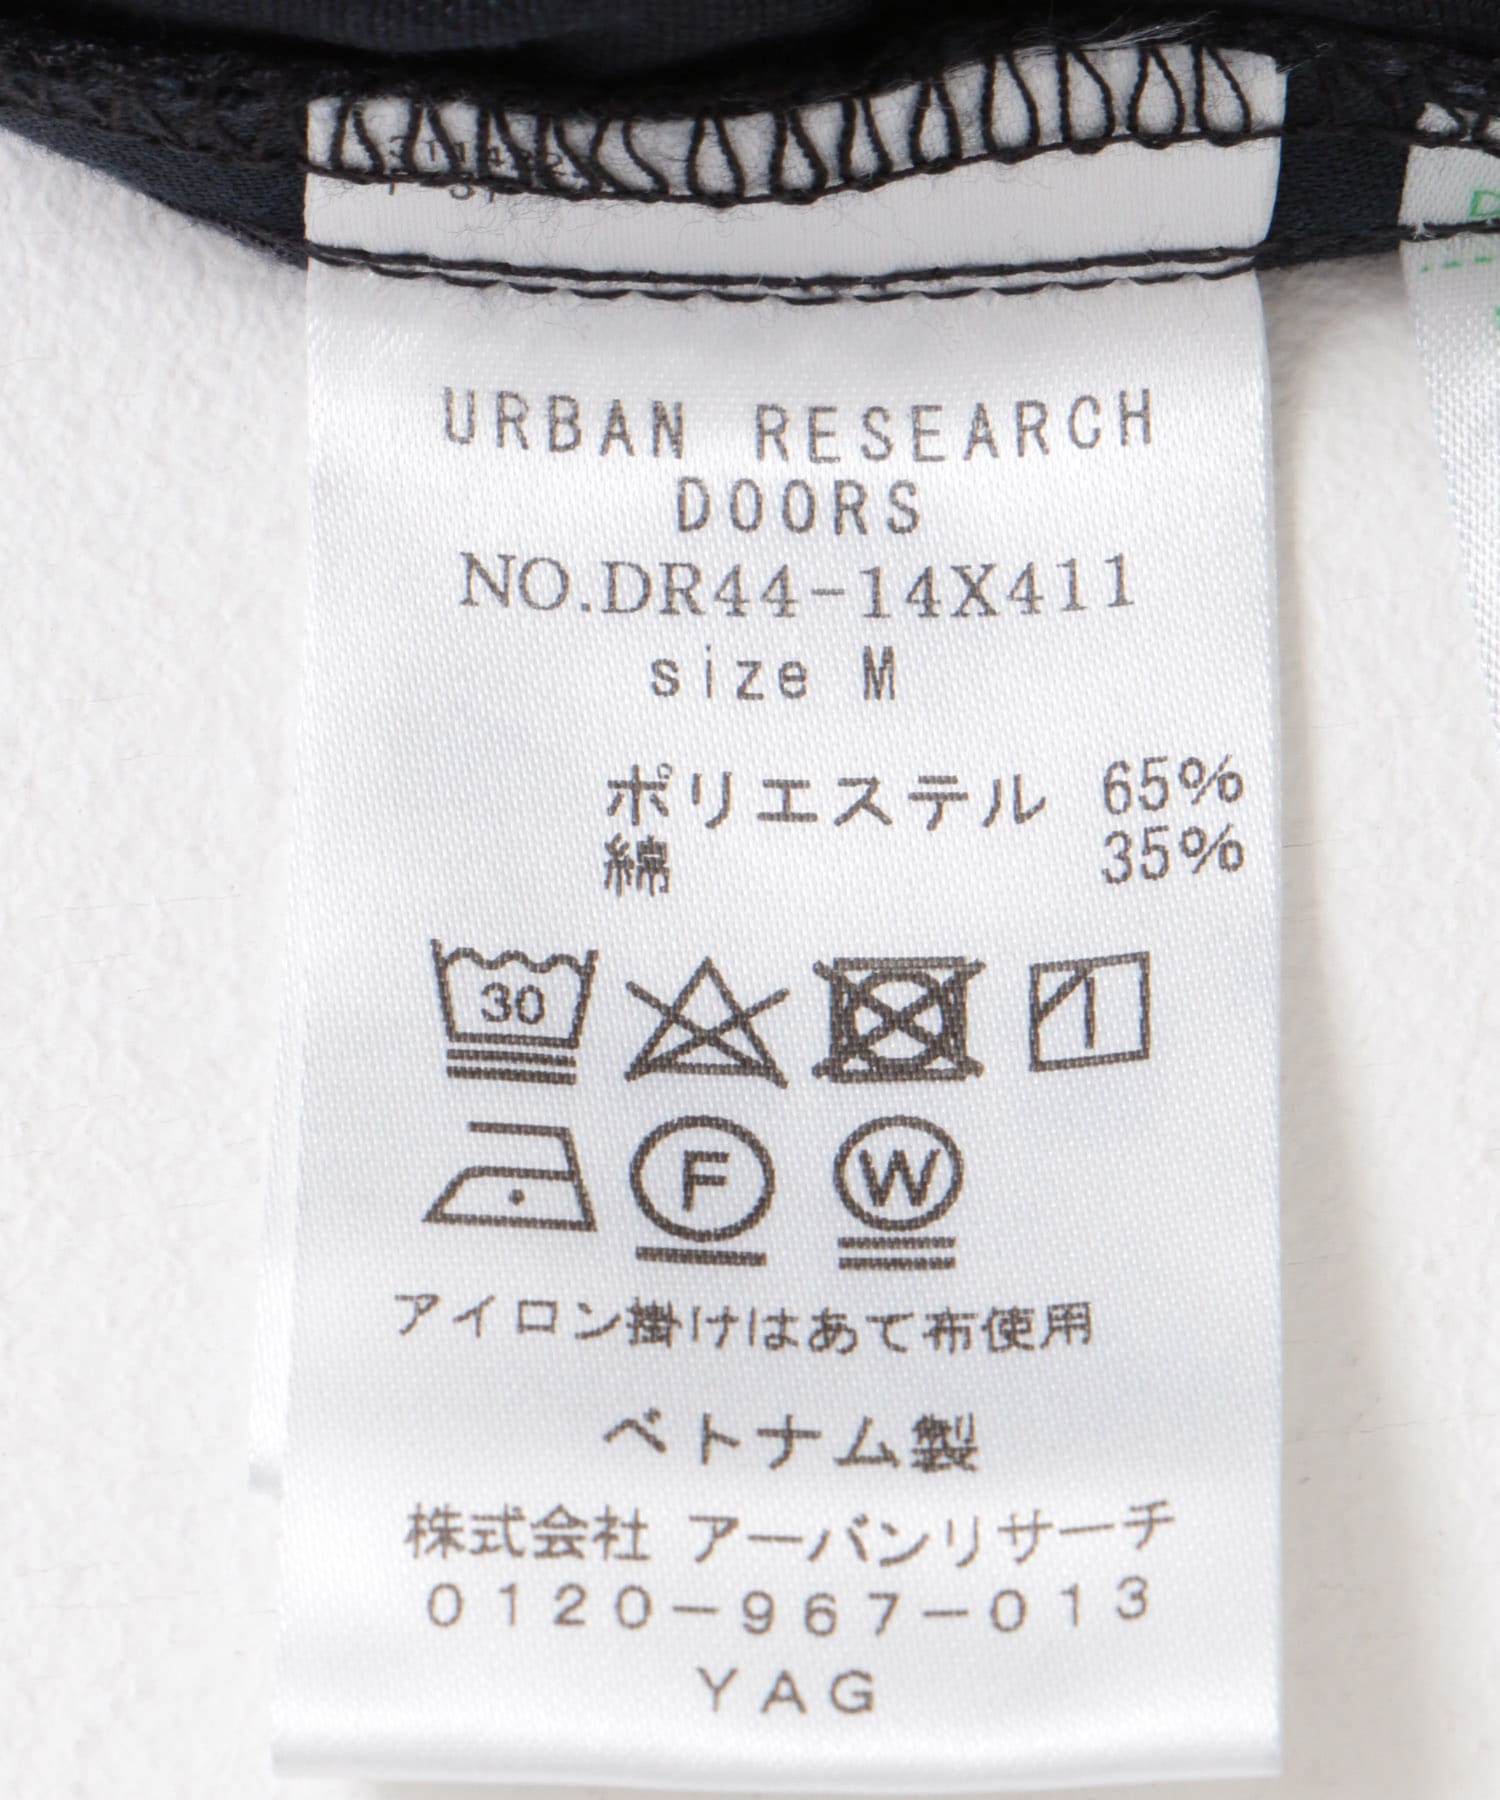 URBAN RESEARCH
DOORS
NO.DR44-14X411
size M
ポリエステル 65%
綿 35%
30
F
W
アイロン掛けはあて布使用
ベトナム製
株式会社 アーバンリサーチ
0120-967-013
YAG